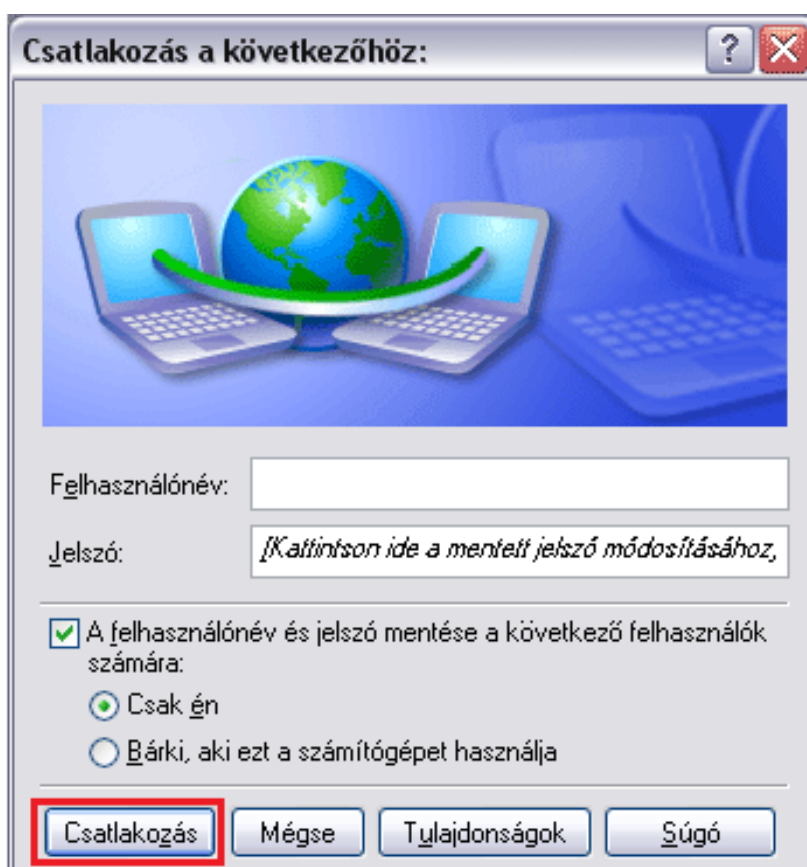 Csatlakozás a következőhöz:
?
Felhasználónév:
Jelszó: [Kattintson ide a mentett jelszó módosításához,
A felhasználónév és jelszó mentése a következő felhasználók
számára:
Csak én
Bárki, aki ezt a számítógépet használja
Csatlakozás Mégse Tulajdonságok Súgó